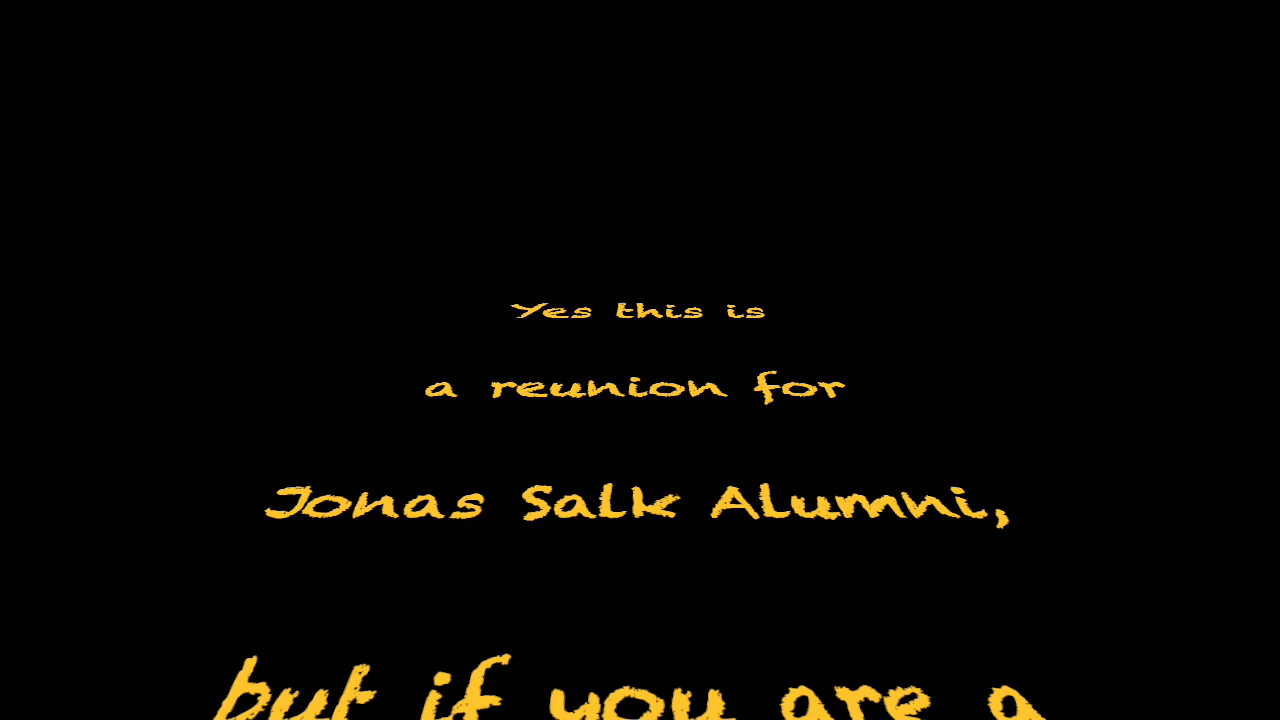 Yes this is
a reunion for
Jonas Salk Alumni,
but if you are a